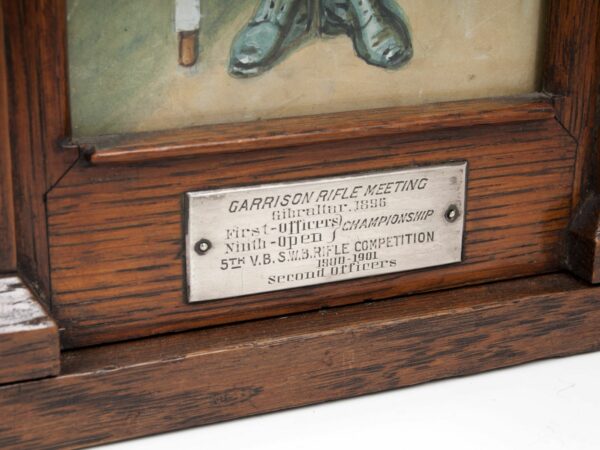 GARRISON RIFLE MEETING
Gibraltar, 1896
First-Officers } CHAMPIONSHIP
Ninth-Open
5TH V.B.S.W.B. RIFLE COMPETITION
1900-1901
Second Officers